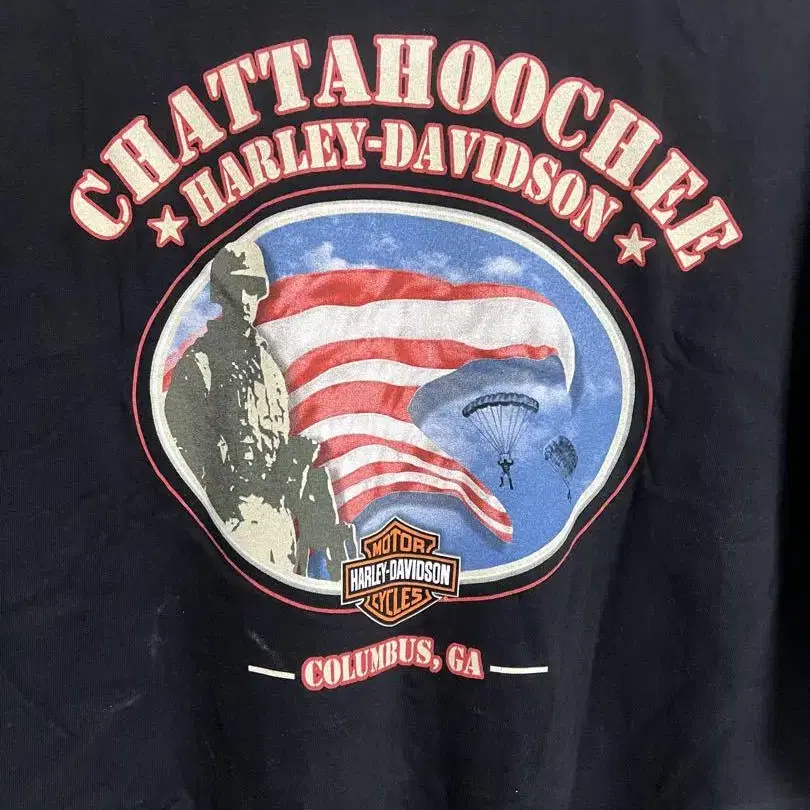 CHATTAHOOCHEE
HARLEY-DAVIDSON
MOTOR
HARLEY-DAVIDSON
CYCLES
COLUMBUS, GA